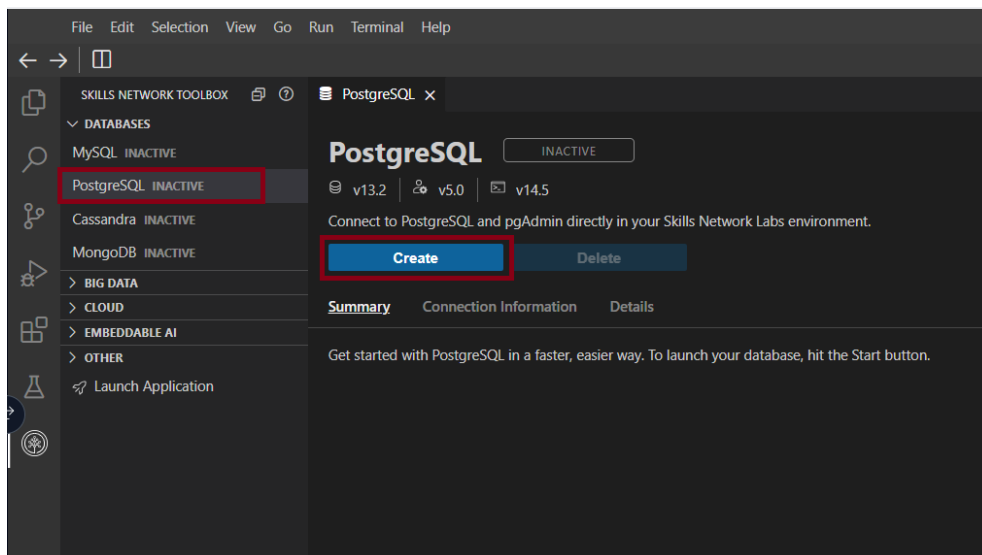 File Edit Selection View Go Run Terminal Help
SKILLS NETWORK TOOLBOX
DATABASES
MySQL INACTIVE
PostgreSQL INACTIVE
Cassandra INACTIVE
MongoDB INACTIVE
BIG DATA
CLOUD
EMBEDDABLE AI
OTHER
Launch Application
PostgreSQL
PostgreSQL INACTIVE
v13.2 v5.0 v14.5
Connect to PostgreSQL and pgAdmin directly in your Skills Network Labs environment.
Create Delete
Summary Connection Information Details
Get started with PostgreSQL in a faster, easier way. To launch your database, hit the Start button.